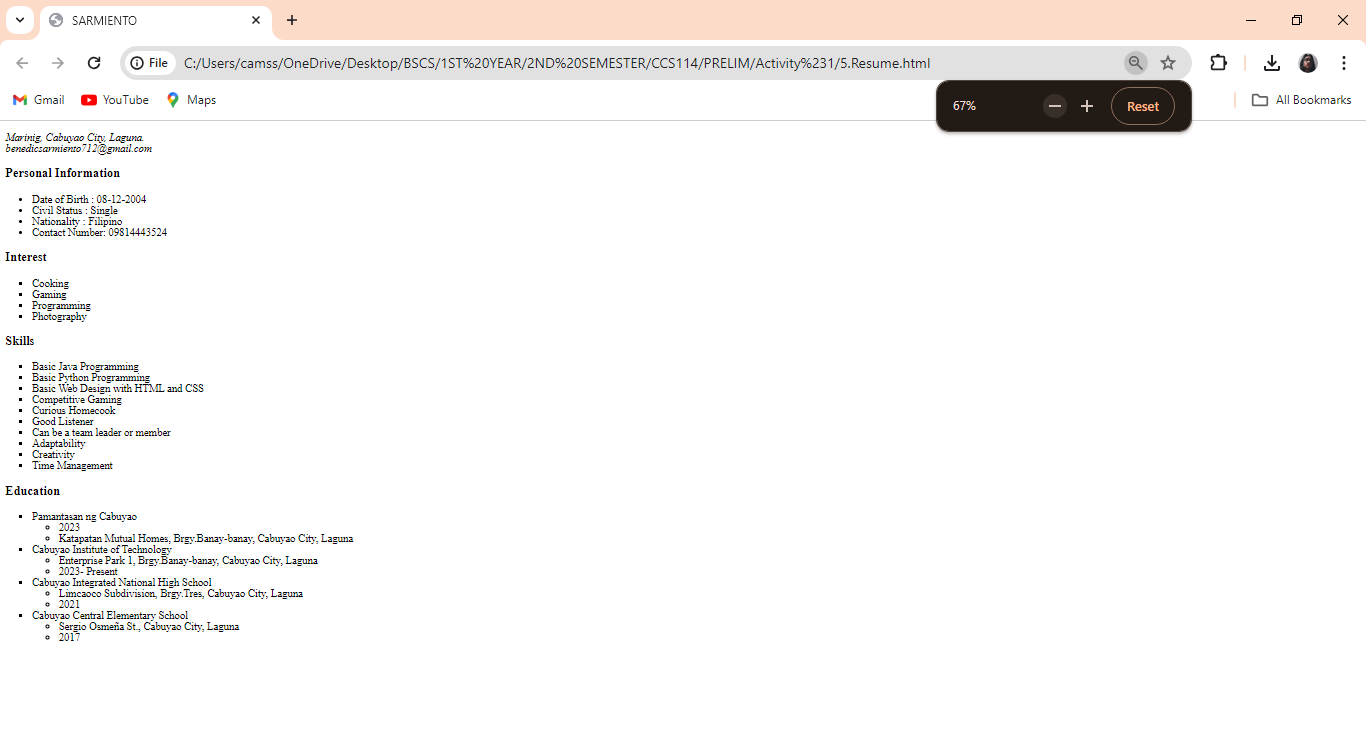 SARMIENTO
File
C:/Users/camss/OneDrive/Desktop/BSCS/1ST%20YEAR/2ND%20SEMESTER/CCS114/PRELIM/Activity%231/5.Resume.html
Gmail
YouTube
Maps
67%
Reset
All Bookmarks
Marinig, Cabuyao City, Laguna.
benedicsarmiento712@gmail.com
Personal Information
Date of Birth : 08-12-2004
Civil Status : Single
Nationality : Filipino
Contact Number: 09814443524
Interest
Cooking
Gaming
Programming
Photography
Skills
Basic Java Programming
Basic Python Programming
Basic Web Design with HTML and CSS
Competitive Gaming
Curious Homecook
Good Listener
Can be a team leader or member
Adaptability
Creativity
Time Management
Education
Pamantasan ng Cabuyao
2023
Katapatan Mutual Homes, Brgy.Banay-banay, Cabuyao City, Laguna
Cabuyao Institute of Technology
Enterprise Park 1, Brgy.Banay-banay, Cabuyao City, Laguna
2023- Present
Cabuyao Integrated National High School
Limcaoco Subdivision, Brgy.Tres, Cabuyao City, Laguna
2021
Cabuyao Central Elementary School
Sergio Osmeña St., Cabuyao City, Laguna
2017